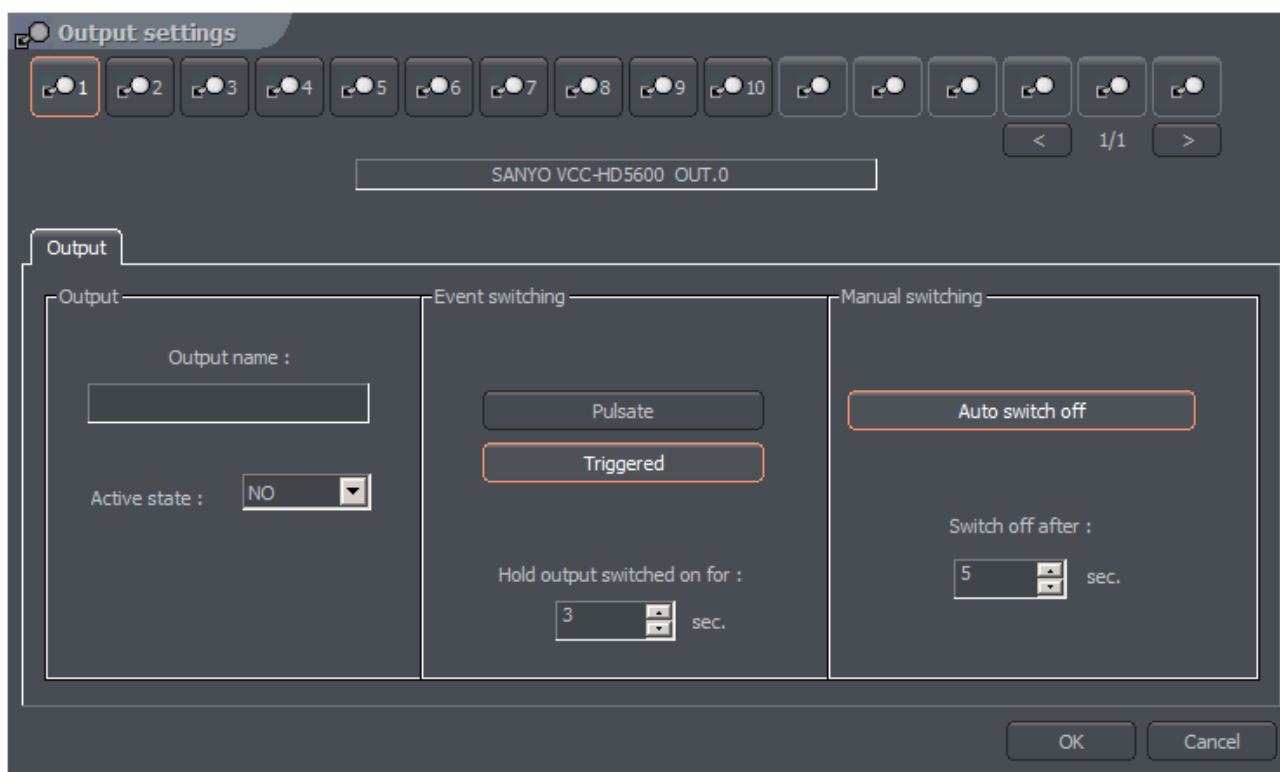 Output settings
1 2 3 4 5 6 7 8 9 10
< 1/1 >
SANYO VCC-HD5600 OUT.0
Output
Output
Output name :
Active state : NO
Event switching
Pulsate
Triggered
Hold output switched on for :
3 sec.
Manual switching
Auto switch off
Switch off after :
5 sec.
OK Cancel